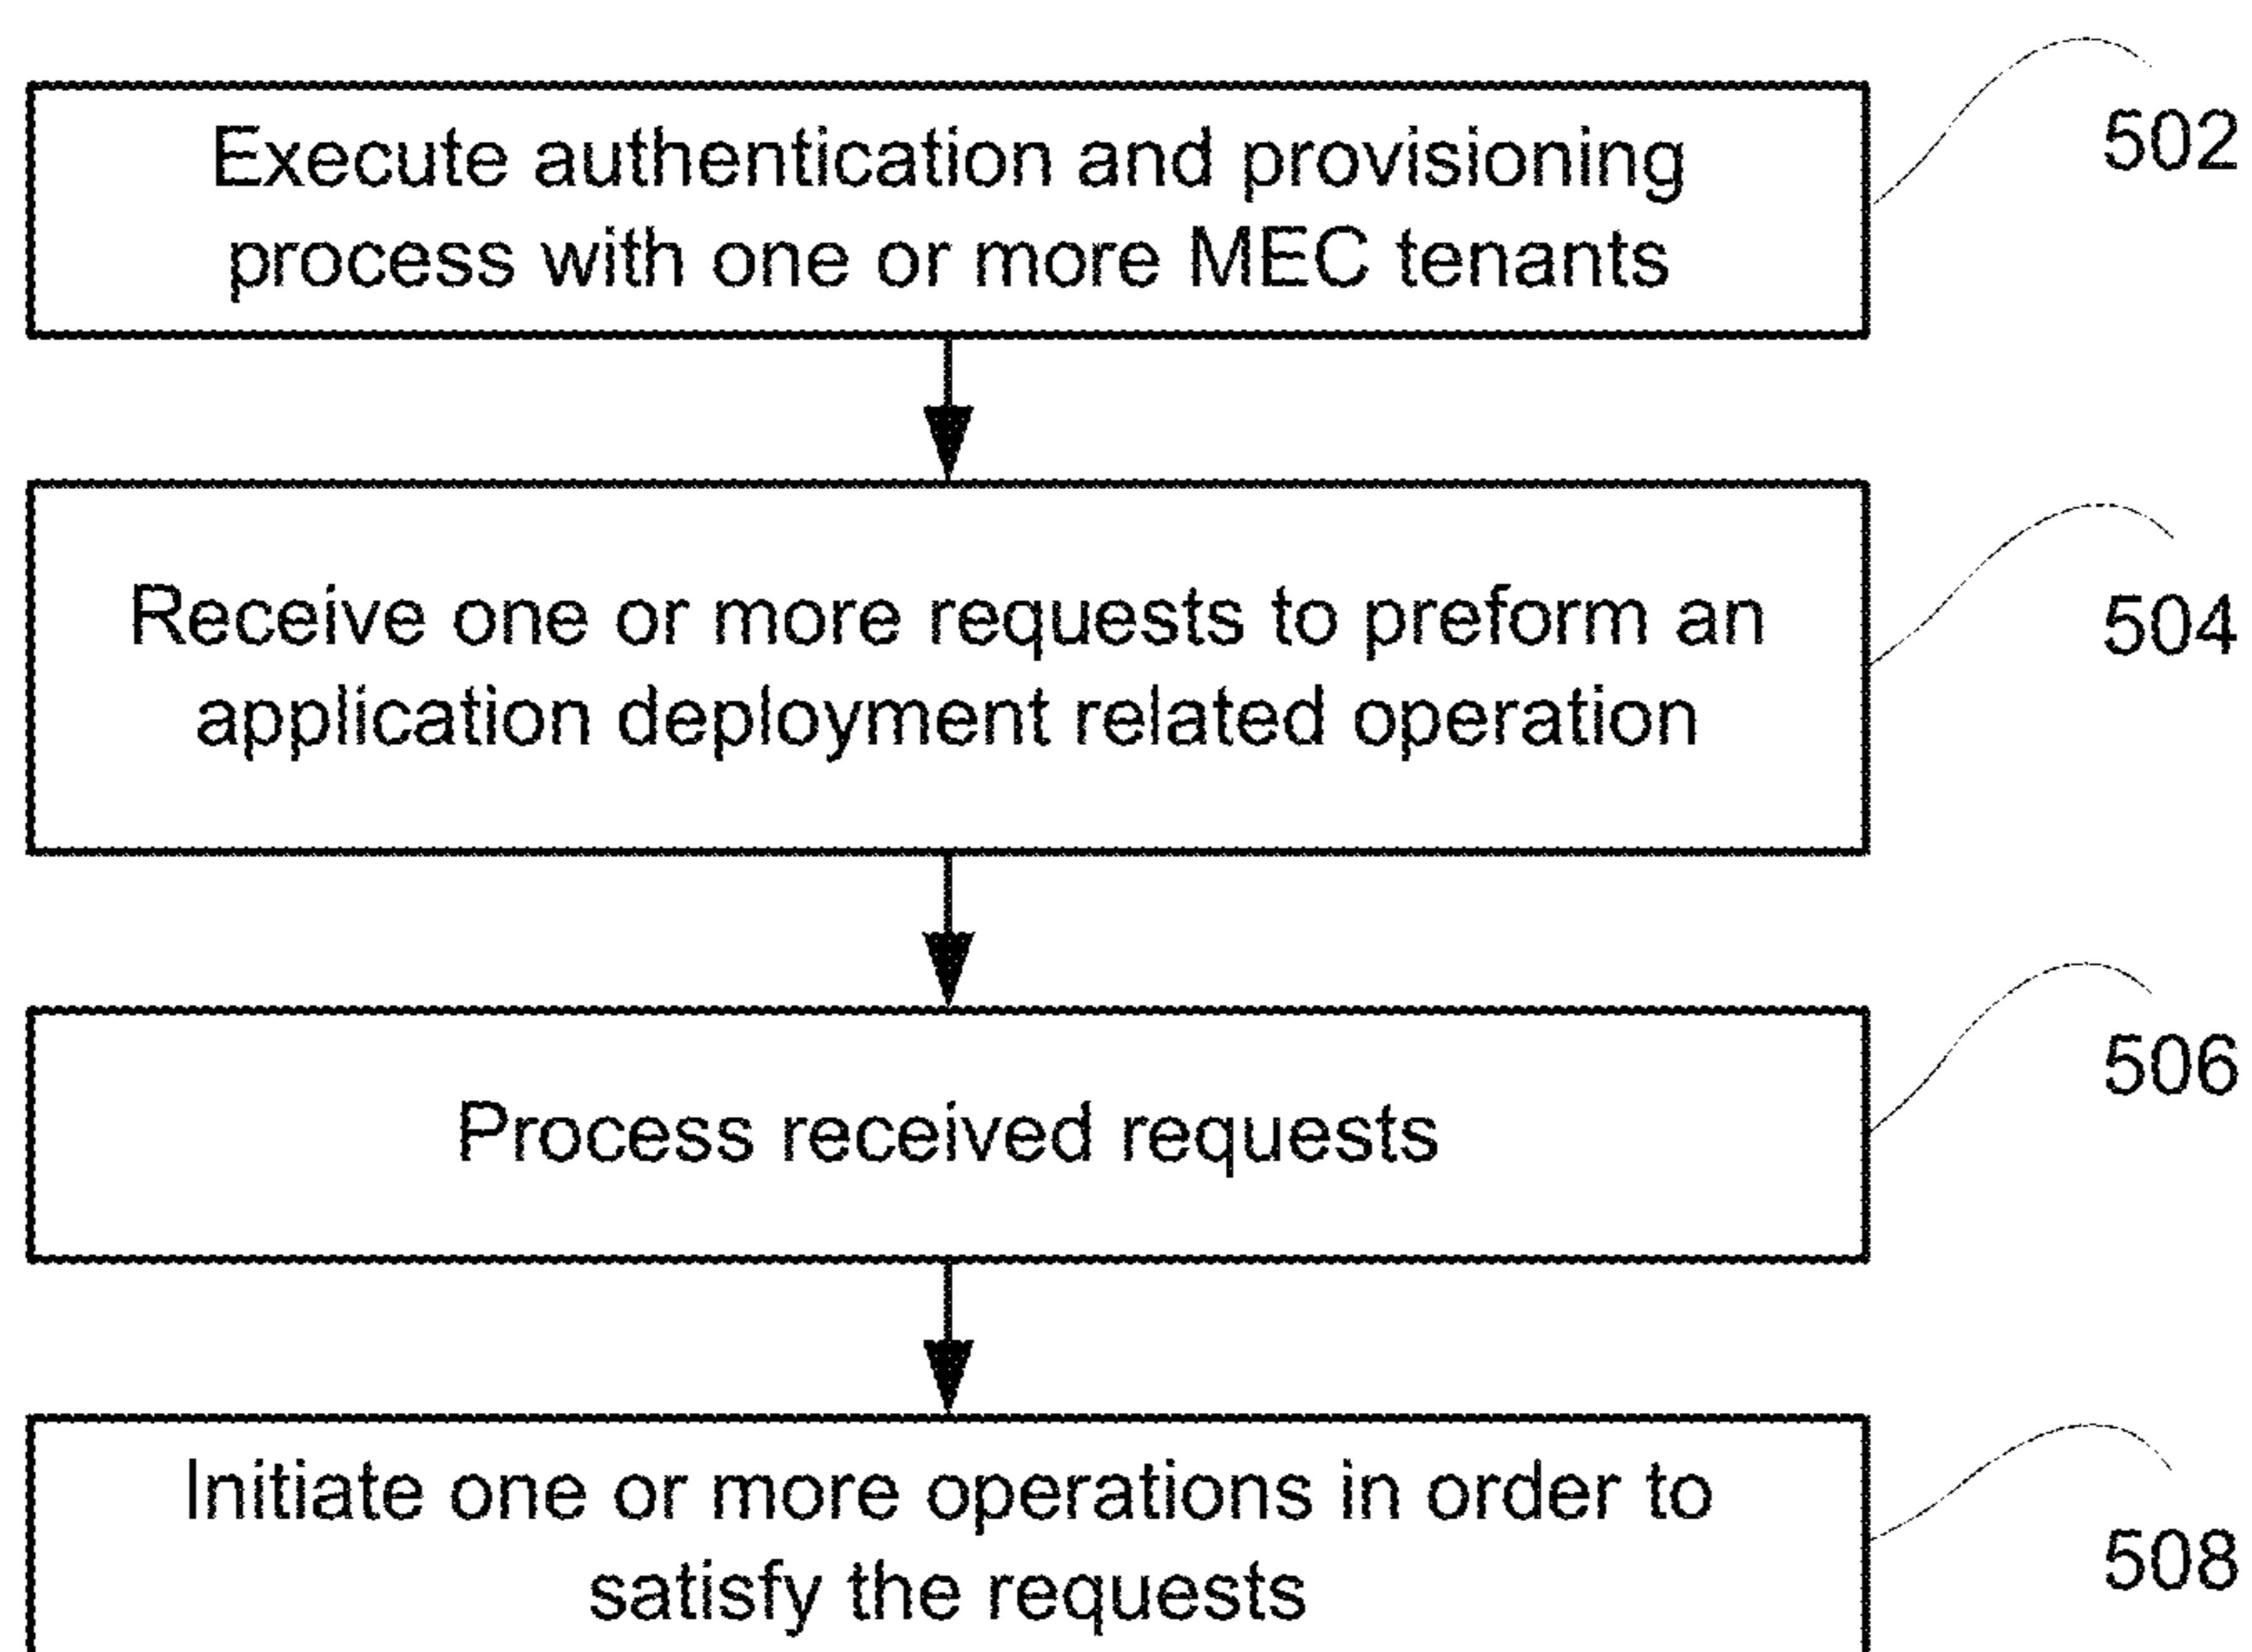 Execute authentication and provisioning
process with one or more MEC tenants
502
Receive one or more requests to preform an
application deployment related operation
504
Process received requests
506
Initiate one or more operations in order to
satisfy the requests
508